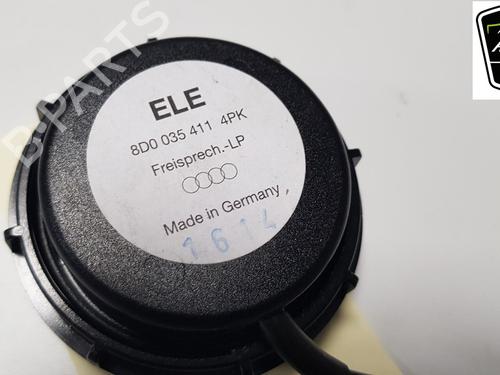 B-PARTS
ELE
8D0 035 411 4PK
Freisprech.-LP
Made in Germany
1614